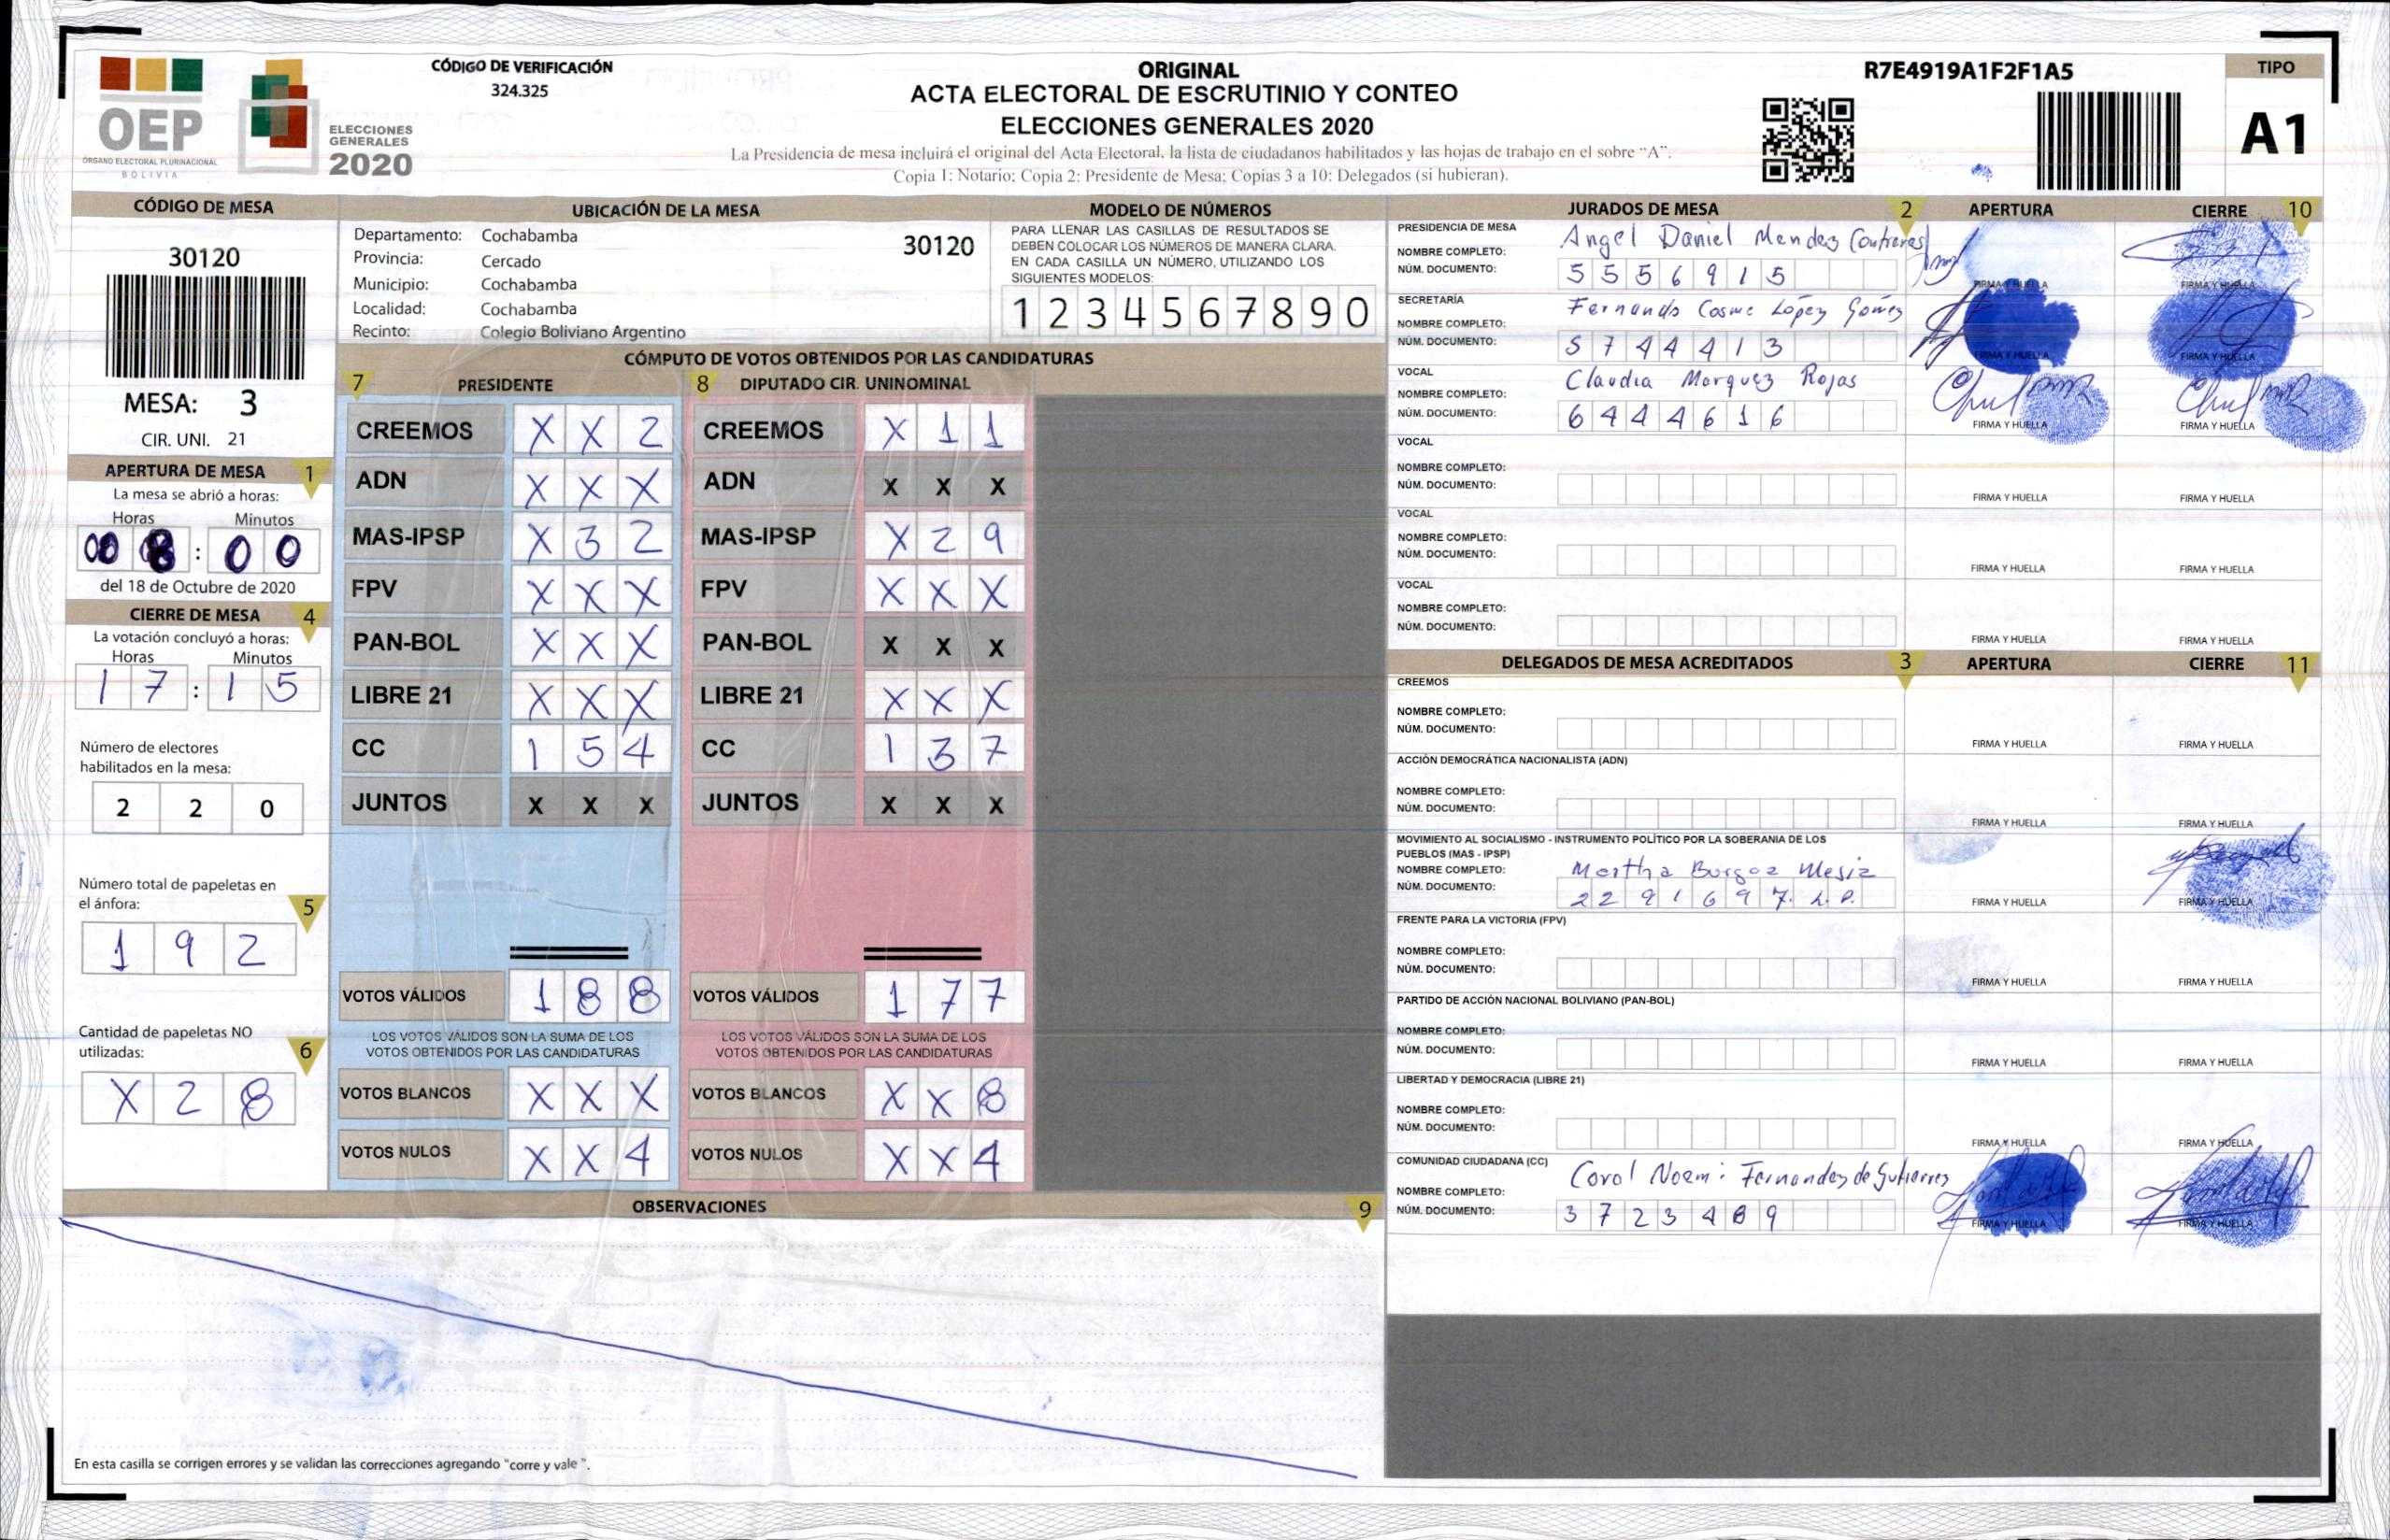 OEP
ÓRGANO ELECTORAL PLURINACIONAL
BOLIVIA
ELECCIONES
GENERALES
2020
CÓDIGO DE VERIFICACIÓN
324.325
ORIGINAL
ACTA ELECTORAL DE ESCRUTINIO Y CONTEO
ELECCIONES GENERALES 2020
La Presidencia de mesa incluirá el original del Acta Electoral, la lista de ciudadanos habilitados y las hojas de trabajo en el sobre “A”.
Copia 1: Notario; Copia 2: Presidente de Mesa; Copias 3 a 10: Delegados (si hubieran).
R7E4919A1F2F1A5
TIPO
A1
CÓDIGO DE MESA
30120
MESA: 3
CIR. UNI. 21
APERTURA DE MESA 1
La mesa se abrió a horas:
Horas Minutos
08:00
del 18 de Octubre de 2020
CIERRE DE MESA 4
La votación concluyó a horas:
Horas Minutos
17:15
Número de electores
habilitados en la mesa:
2 2 0
Número total de papeletas en
el ánfora: 5
1 9 2
Cantidad de papeletas NO
utilizadas: 6
X 2 8
UBICACIÓN DE LA MESA
Departamento: Cochabamba 30120
Provincia: Cercado
Municipio: Cochabamba
Localidad: Cochabamba
Recinto: Colegio Boliviano Argentino
MODELO DE NÚMEROS
PARA LLENAR LAS CASILLAS DE RESULTADOS SE
DEBEN COLOCAR LOS NÚMEROS DE MANERA CLARA.
EN CADA CASILLA UN NÚMERO, UTILIZANDO LOS
SIGUIENTES MODELOS:
1 2 3 4 5 6 7 8 9 0
CÓMPUTO DE VOTOS OBTENIDOS POR LAS CANDIDATURAS
7 PRESIDENTE 8 DIPUTADO CIR. UNINOMINAL
CREEMOS X X 2 CREEMOS X 1 1
ADN X X X ADN X X X
MAS-IPSP X 3 2 MAS-IPSP X 2 9
FPV X X X FPV X X X
PAN-BOL X X X PAN-BOL X X X
LIBRE 21 X X X LIBRE 21 X X X
CC 1 5 4 CC 1 3 7
JUNTOS X X X JUNTOS X X X
VOTOS VÁLIDOS 1 8 8 VOTOS VÁLIDOS 1 7 7
LOS VOTOS VÁLIDOS SON LA SUMA DE LOS LOS VOTOS VÁLIDOS SON LA SUMA DE LOS
VOTOS OBTENIDOS POR LAS CANDIDATURAS VOTOS OBTENIDOS POR LAS CANDIDATURAS
VOTOS BLANCOS X X X VOTOS BLANCOS X X 8
VOTOS NULOS X X 4 VOTOS NULOS X X 4
OBSERVACIONES 9
En esta casilla se corrigen errores y se validan las correcciones agregando "corre y vale ".
JURADOS DE MESA 2 APERTURA CIERRE 10
PRESIDENCIA DE MESA
NOMBRE COMPLETO: Angel Daniel Mendez Contreras
NÚM. DOCUMENTO: 5 5 5 6 9 1 5 FIRMA Y HUELLA FIRMA Y HUELLA
SECRETARÍA
NOMBRE COMPLETO: Fernando Cosme López Gómez
NÚM. DOCUMENTO: 5 7 4 4 4 1 3 FIRMA Y HUELLA FIRMA Y HUELLA
VOCAL
NOMBRE COMPLETO: Claudia Marquez Rojas
NÚM. DOCUMENTO: 6 4 4 4 6 1 6 FIRMA Y HUELLA FIRMA Y HUELLA
VOCAL
NOMBRE COMPLETO:
NÚM. DOCUMENTO: FIRMA Y HUELLA FIRMA Y HUELLA
VOCAL
NOMBRE COMPLETO:
NÚM. DOCUMENTO: FIRMA Y HUELLA FIRMA Y HUELLA
VOCAL
NOMBRE COMPLETO:
NÚM. DOCUMENTO: FIRMA Y HUELLA FIRMA Y HUELLA
DELEGADOS DE MESA ACREDITADOS 3 APERTURA CIERRE 11
CREEMOS
NOMBRE COMPLETO:
NÚM. DOCUMENTO: FIRMA Y HUELLA FIRMA Y HUELLA
ACCIÓN DEMOCRÁTICA NACIONALISTA (ADN)
NOMBRE COMPLETO:
NÚM. DOCUMENTO: FIRMA Y HUELLA FIRMA Y HUELLA
MOVIMIENTO AL SOCIALISMO - INSTRUMENTO POLÍTICO POR LA SOBERANIA DE LOS
PUEBLOS (MAS - IPSP)
NOMBRE COMPLETO: Martha Burgoa Mesiz
NÚM. DOCUMENTO: 2 2 9 1 6 9 7. L.P. FIRMA Y HUELLA FIRMA Y HUELLA
FRENTE PARA LA VICTORIA (FPV)
NOMBRE COMPLETO:
NÚM. DOCUMENTO: FIRMA Y HUELLA FIRMA Y HUELLA
PARTIDO DE ACCIÓN NACIONAL BOLIVIANO (PAN-BOL)
NOMBRE COMPLETO:
NÚM. DOCUMENTO: FIRMA Y HUELLA FIRMA Y HUELLA
LIBERTAD Y DEMOCRACIA (LIBRE 21)
NOMBRE COMPLETO:
NÚM. DOCUMENTO: FIRMA Y HUELLA FIRMA Y HUELLA
COMUNIDAD CIUDADANA (CC)
NOMBRE COMPLETO: Carol Noemi Fernandez de Gutierrez
NÚM. DOCUMENTO: 3 7 2 3 4 8 9 FIRMA Y HUELLA FIRMA Y HUELLA